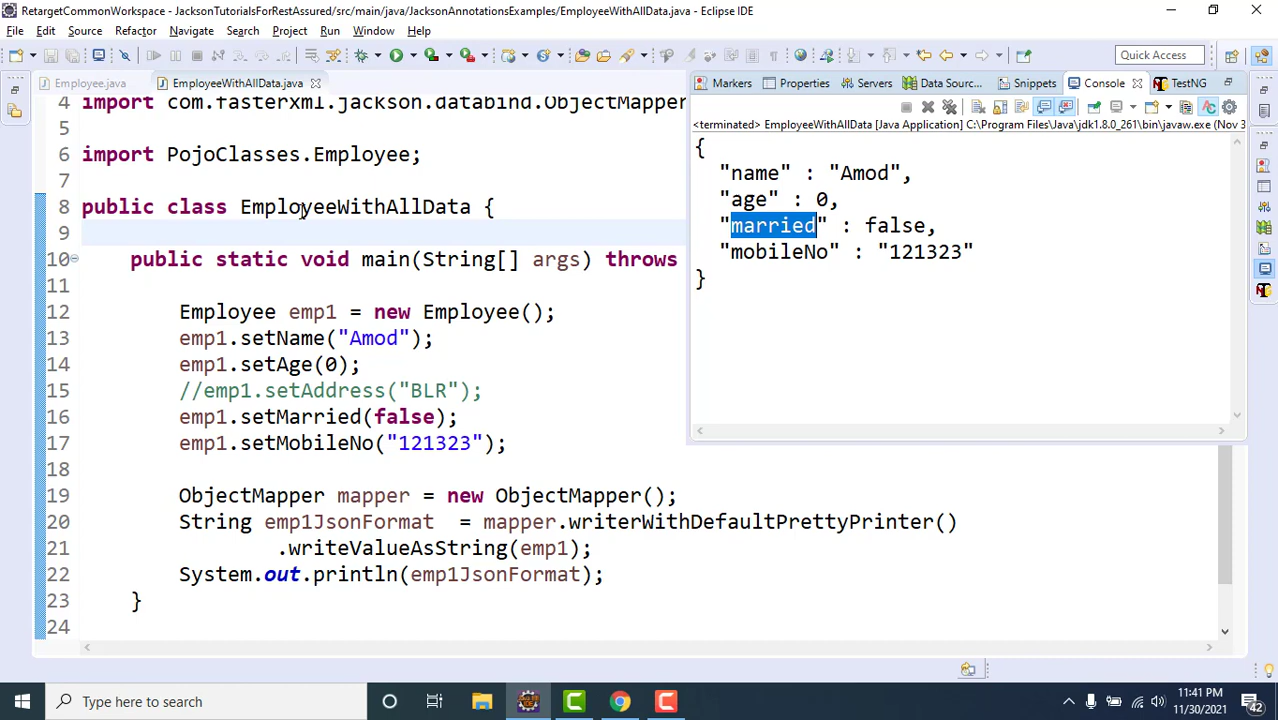 RetargetCommonWorkspace - JacksonTutorialsForRestAssured/src/main/java/JacksonAnnotationsExamples/EmployeeWithAllData.java - Eclipse IDE
File Edit Source Refactor Navigate Search Project Run Window Help
Quick Access
Employee.java EmployeeWithAllData.java
Markers Properties Servers Data Sourc... Snippets Console TestNG
<terminated> EmployeeWithAllData [Java Application] C:\Program Files\Java\jdk1.8.0_261\bin\javaw.exe (Nov 3
4 import com.fasterxml.jackson.databind.ObjectMapper
5
6 import PojoClasses.Employee;
7
8 public class EmployeeWithAllData {
9
10 public static void main(String[] args) throws
11
12 Employee emp1 = new Employee();
13 emp1.setName("Amod");
14 emp1.setAge(0);
15 //emp1.setAddress("BLR");
16 emp1.setMarried(false);
17 emp1.setMobileNo("121323");
18
19 ObjectMapper mapper = new ObjectMapper();
20 String emp1JsonFormat = mapper.writerWithDefaultPrettyPrinter()
21 .writeValueAsString(emp1);
22 System.out.println(emp1JsonFormat);
23 }
24
{
"name" : "Amod",
"age" : 0,
"married" : false,
"mobileNo" : "121323"
}
Type here to search
11:41 PM
11/30/2021
42